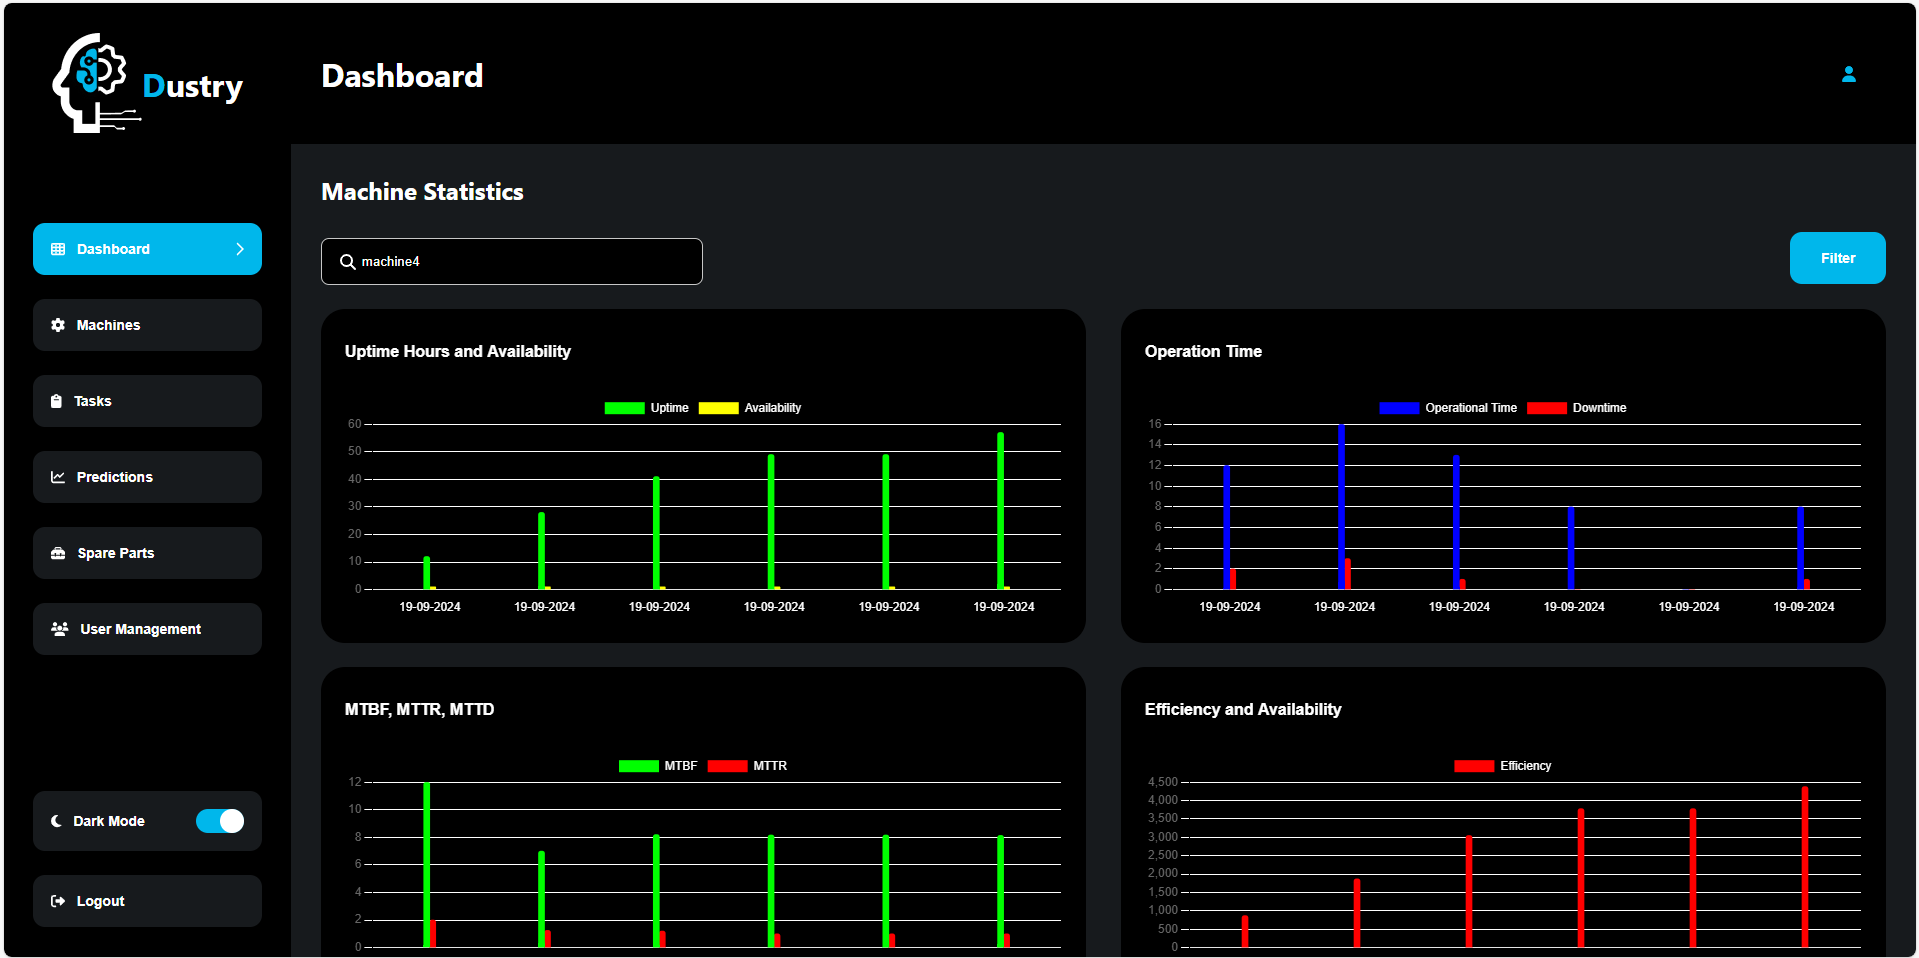 Dustry
Dashboard
Dashboard
Machines
Tasks
Predictions
Spare Parts
User Management
Dark Mode
Logout
Machine Statistics
machine4
Filter
Uptime Hours and Availability
Uptime Availability
60
50
40
30
20
10
0
19-09-2024 19-09-2024 19-09-2024 19-09-2024 19-09-2024 19-09-2024
Operation Time
Operational Time Downtime
16
14
12
10
8
6
4
2
0
19-09-2024 19-09-2024 19-09-2024 19-09-2024 19-09-2024 19-09-2024
MTBF, MTTR, MTTD
MTBF MTTR
12
10
8
6
4
2
0
Efficiency and Availability
Efficiency
4,500
4,000
3,500
3,000
2,500
2,000
1,500
1,000
500
0